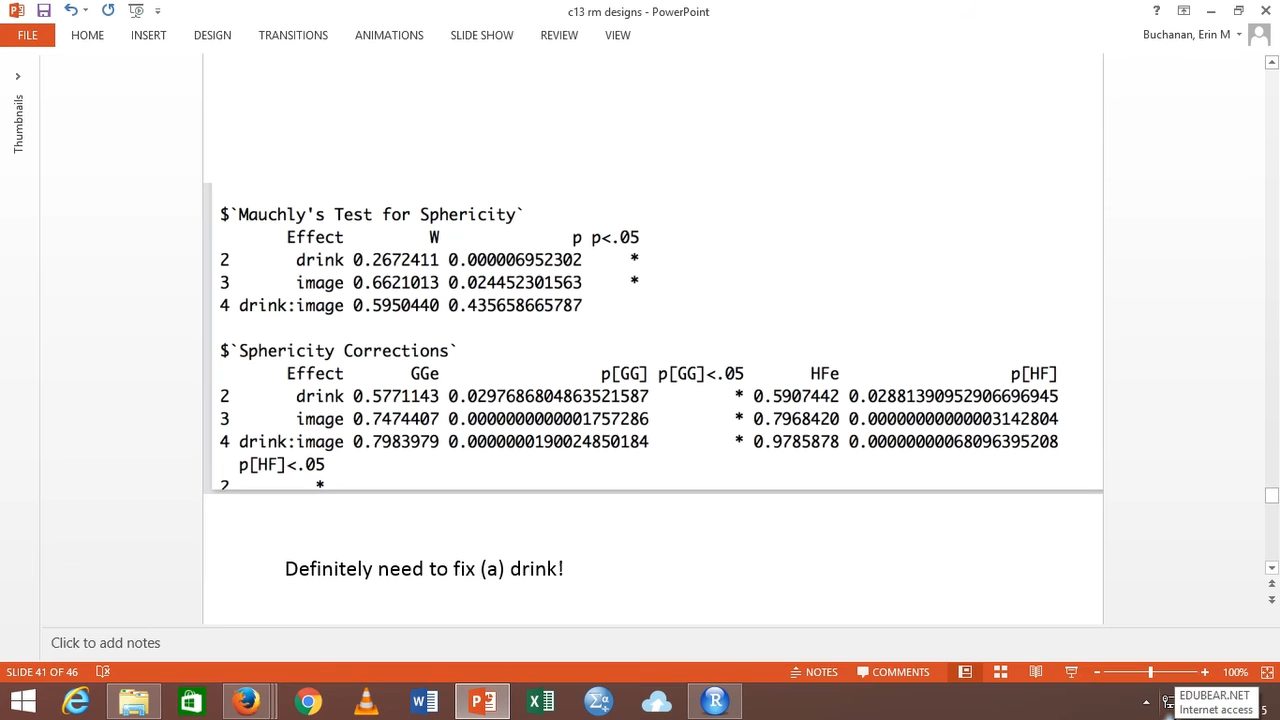 c13 rm designs - PowerPoint
?
FILE HOME INSERT DESIGN TRANSITIONS ANIMATIONS SLIDE SHOW REVIEW VIEW Buchanan, Erin M
Thumbnails
$`Mauchly's Test for Sphericity`
Effect W p p<.05
2 drink 0.2672411 0.000006952302 *
3 image 0.6621013 0.024452301563 *
4 drink:image 0.5950440 0.435658665787
$`Sphericity Corrections`
Effect GGe p[GG] p[GG]<.05 HFe p[HF]
2 drink 0.5771143 0.0297686804863521587 * 0.5907442 0.02881390952906696945
3 image 0.7474407 0.0000000000001757286 * 0.7968420 0.00000000000003142804
4 drink:image 0.7983979 0.0000000190024850184 * 0.9785878 0.00000000068096395208
p[HF]<.05
2 *
Definitely need to fix (a) drink!
Click to add notes
SLIDE 41 OF 46 NOTES COMMENTS 100%
EDUBEAR.NET
Internet access